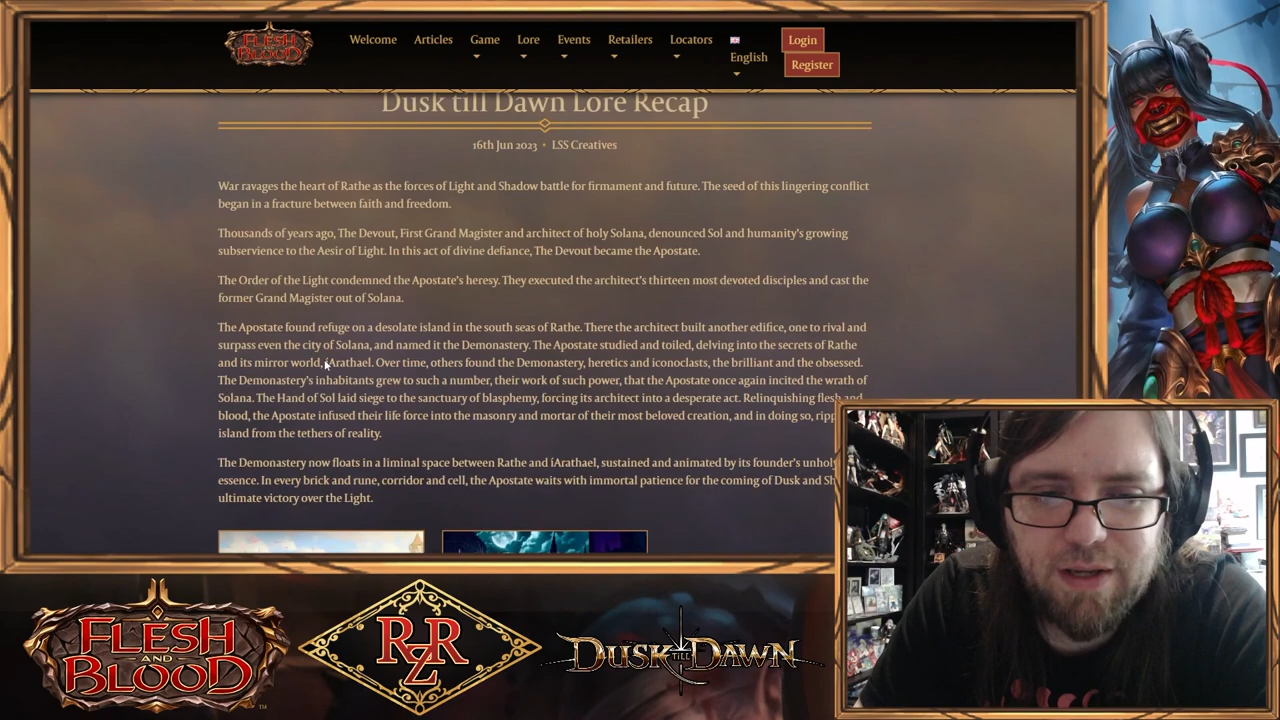 FLESH
AND
BLOOD
Welcome
Articles
Game
Lore
Events
Retailers
Locators
English
Login
Register
Dusk till Dawn Lore Recap
16th Jun 2023 • LSS Creatives
War ravages the heart of Rathe as the forces of Light and Shadow battle for firmament and future. The seed of this lingering conflict
began in a fracture between faith and freedom.
Thousands of years ago, The Devout, First Grand Magister and architect of holy Solana, denounced Sol and humanity's growing
subservience to the Aesir of Light. In this act of divine defiance, The Devout became the Apostate.
The Order of the Light condemned the Apostate's heresy. They executed the architect's thirteen most devoted disciples and cast the
former Grand Magister out of Solana.
The Apostate found refuge on a desolate island in the south seas of Rathe. There the architect built another edifice, one to rival and
surpass even the city of Solana, and named it the Demonastery. The Apostate studied and toiled, delving into the secrets of Rathe
and its mirror world, íArathael. Over time, others found the Demonastery, heretics and iconoclasts, the brilliant and the obsessed.
The Demonastery's inhabitants grew to such a number, their work of such power, that the Apostate once again incited the wrath of
Solana. The Hand of Sol laid siege to the sanctuary of blasphemy, forcing its architect into a desperate act. Relinquishing flesh and
blood, the Apostate infused their life force into the masonry and mortar of their most beloved creation, and in doing so,
island from the tethers of reality.
The Demonastery now floats in a liminal space between Rathe and íArathael, sustained and animated by its founder's unholy
essence. In every brick and rune, corridor and cell, the Apostate waits with immortal patience for the coming of Dusk and
ultimate victory over the Light.
FLESH
AND
BLOOD
TM
RZR
DUSK TILL DAWN